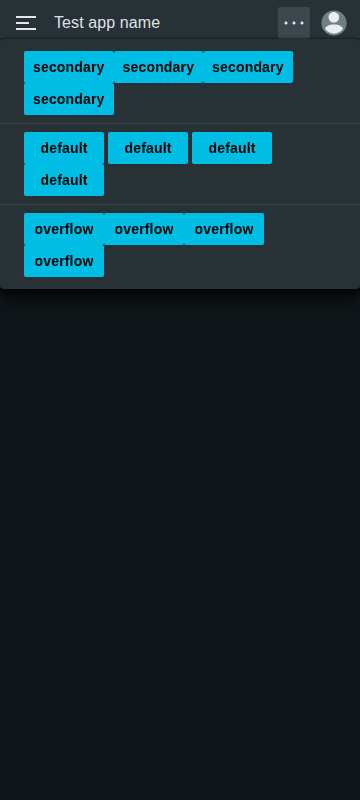 Test app name
secondary secondary secondary
secondary
default default default
default
overflow overflow overflow
overflow